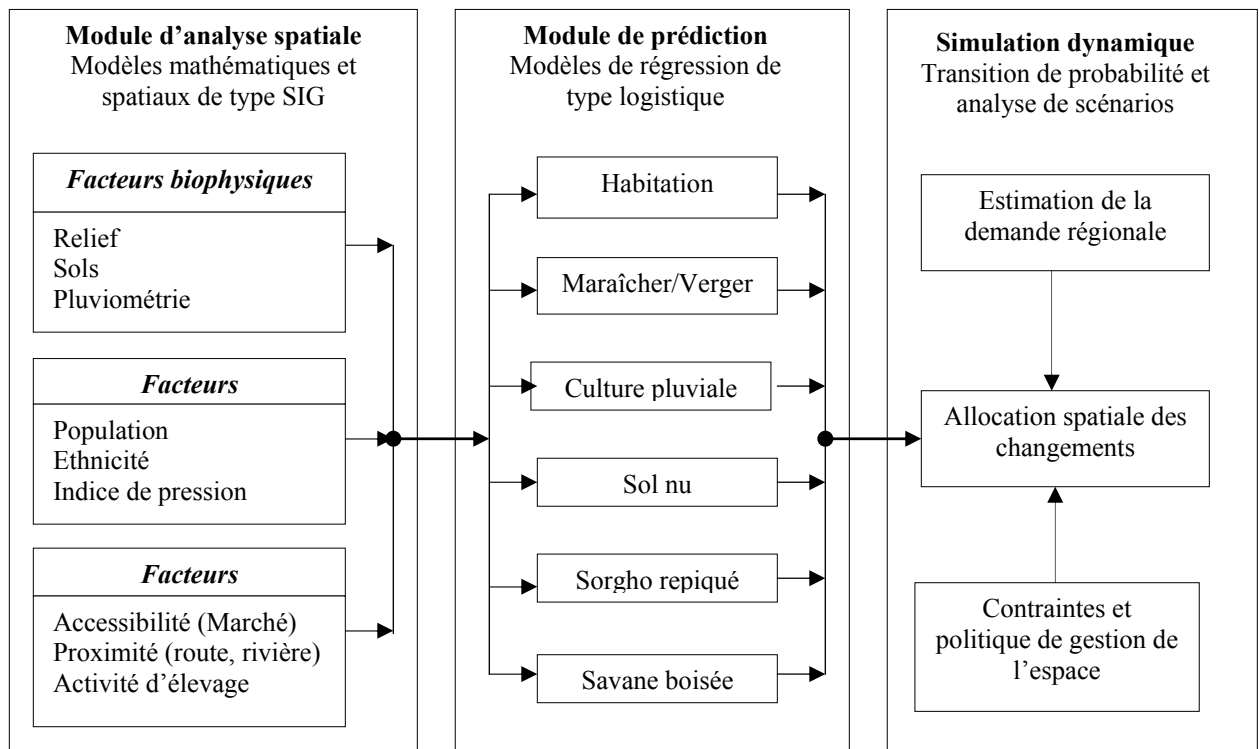 Module d'analyse spatiale
Modèles mathématiques et
spatiaux de type SIG
Facteurs biophysiques
Relief
Sols
Pluviométrie
Facteurs
Population
Ethnicité
Indice de pression
Facteurs
Accessibilité (Marché)
Proximité (route, rivière)
Activité d'élevage
Module de prédiction
Modèles de régression de
type logistique
Habitation
Maraîcher/Verger
Culture pluviale
Sol nu
Sorgho repiqué
Savane boisée
Simulation dynamique
Transition de probabilité et
analyse de scénarios
Estimation de la
demande régionale
Allocation spatiale des
changements
Contraintes et
politique de gestion de
l'espace